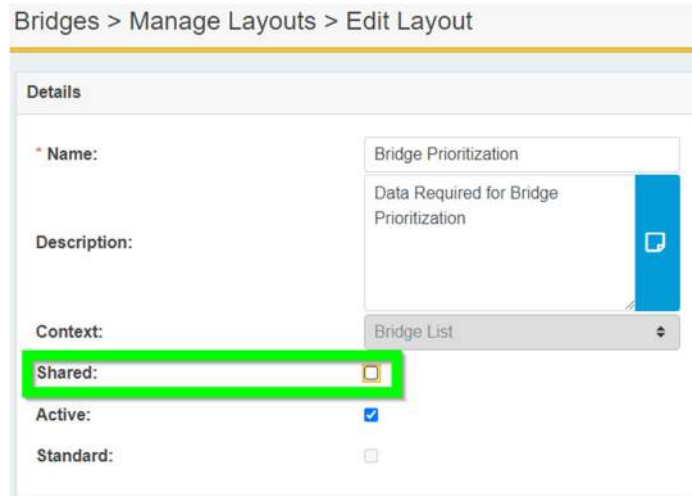 Bridges > Manage Layouts > Edit Layout
Details
* Name:
Bridge Prioritization
Description:
Data Required for Bridge
Prioritization
Context:
Bridge List
Shared:
Active:
Standard: